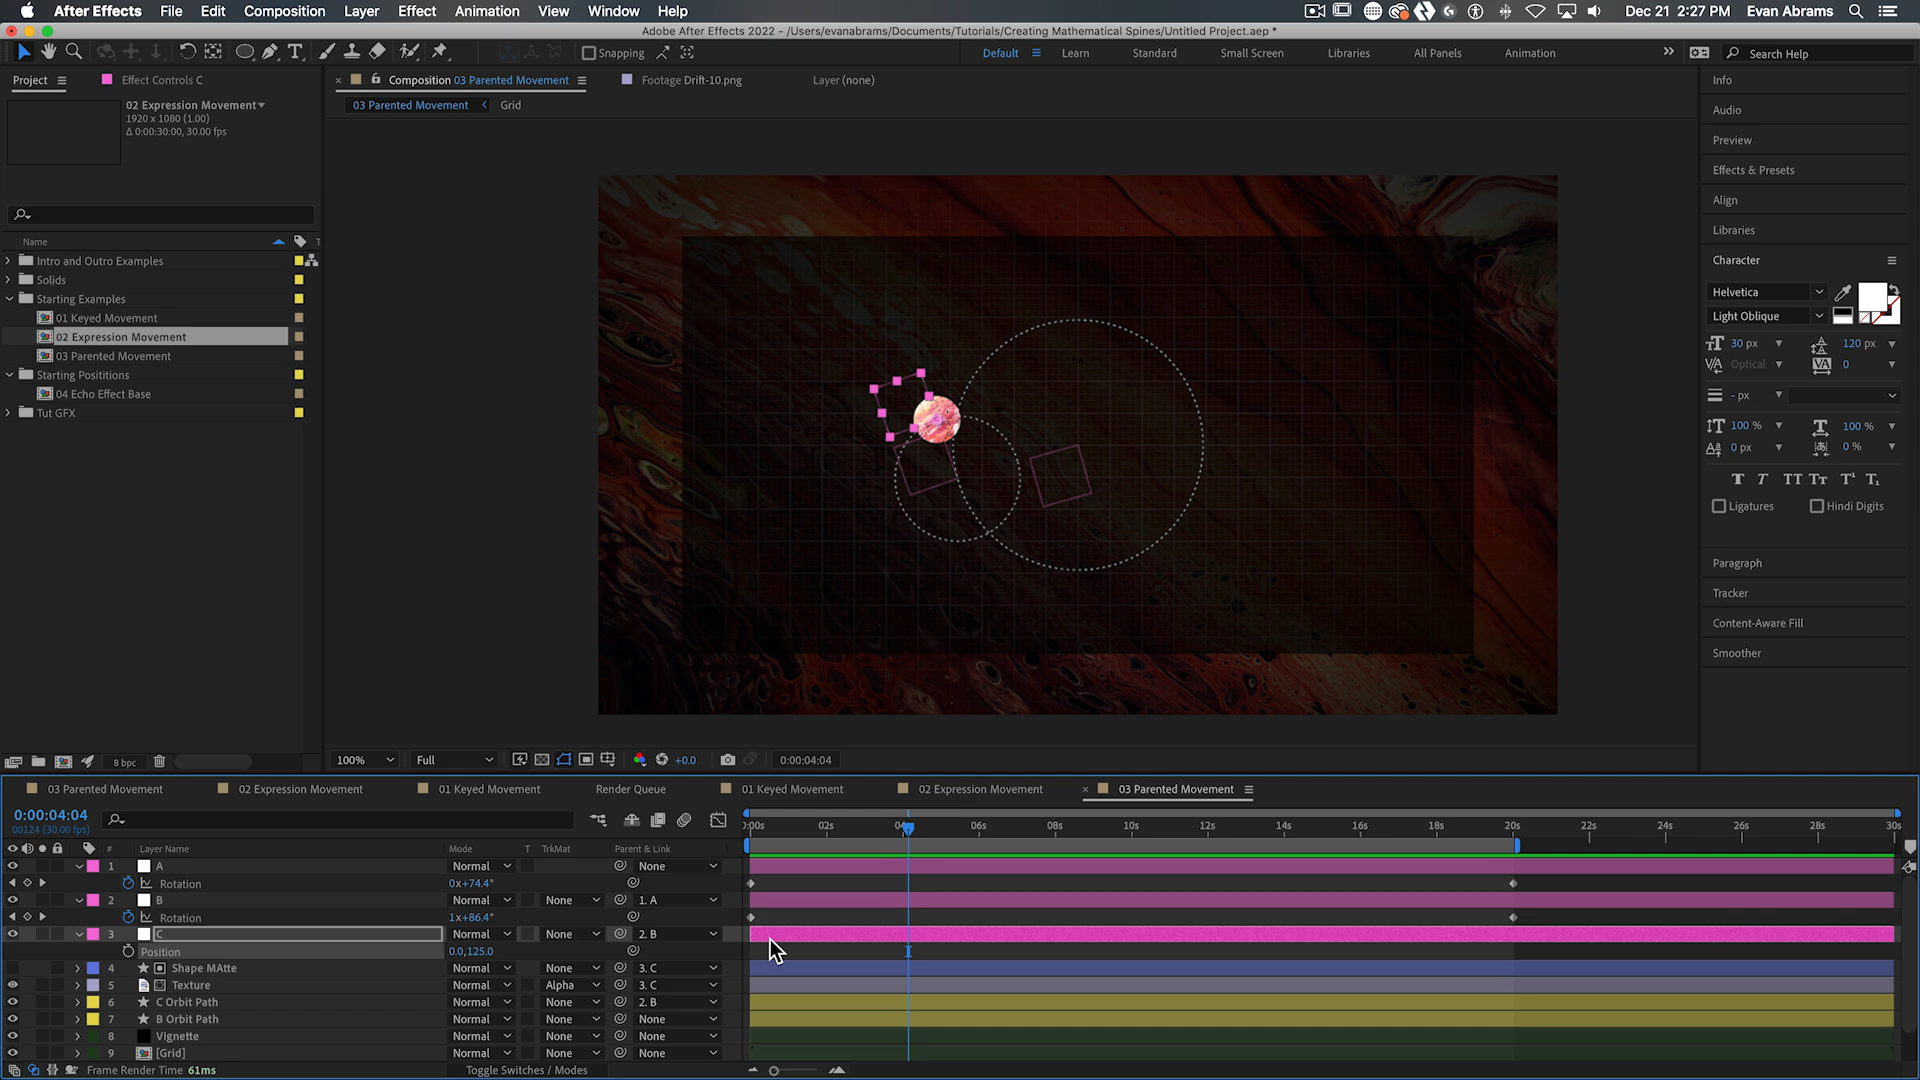 After Effects File Edit Composition Layer Effect Animation View Window Help Dec 21 2:27 PM Evan Abrams
Adobe After Effects 2022 - /Users/evanabrams/Documents/Tutorials/Creating Mathematical Spines/Untitled Project.aep *
Snapping Default Learn Standard Small Screen Libraries All Panels Animation Search Help
Project Effect Controls C Composition 03 Parented Movement Footage Drift-10.png Layer (none) Info
02 Expression Movement 03 Parented Movement Grid
1920 x 1080 (1.00)
Δ 0:00:30:00, 30.00 fps
Audio
Preview
Effects & Presets
Align
Libraries
Character
Name T
Intro and Outro Examples
Solids
Starting Examples
01 Keyed Movement
02 Expression Movement
03 Parented Movement
Starting Posititions
04 Echo Effect Base
Tut GFX
Helvetica
Light Oblique
30 px 120 px
Optical 0
- px
100 % 100 %
0 px 0 %
T T TT Tt T¹ T₁
Ligatures Hindi Digits
Paragraph
Tracker
Content-Aware Fill
Smoother
8 bpc 100% Full +0.0 0:00:04:04
03 Parented Movement 02 Expression Movement 01 Keyed Movement Render Queue 01 Keyed Movement 02 Expression Movement 03 Parented Movement
0:00:04:04
00124 (30.00 fps)
:00s 02s 04s 06s 08s 10s 12s 14s 16s 18s 20s 22s 24s 26s 28s 30s
# Layer Name Mode T TrkMat Parent & Link
1 A Normal None
Rotation 0x+74.4°
2 B Normal None 1. A
Rotation 1x+86.4°
3 C Normal None 2. B
Position 0.0,125.0
4 Shape MAtte Normal None 3. C
5 Texture Normal Alpha 3. C
6 C Orbit Path Normal None 2. B
7 B Orbit Path Normal None None
8 Vignette Normal None None
9 [Grid] Normal None None
Frame Render Time 61ms Toggle Switches / Modes